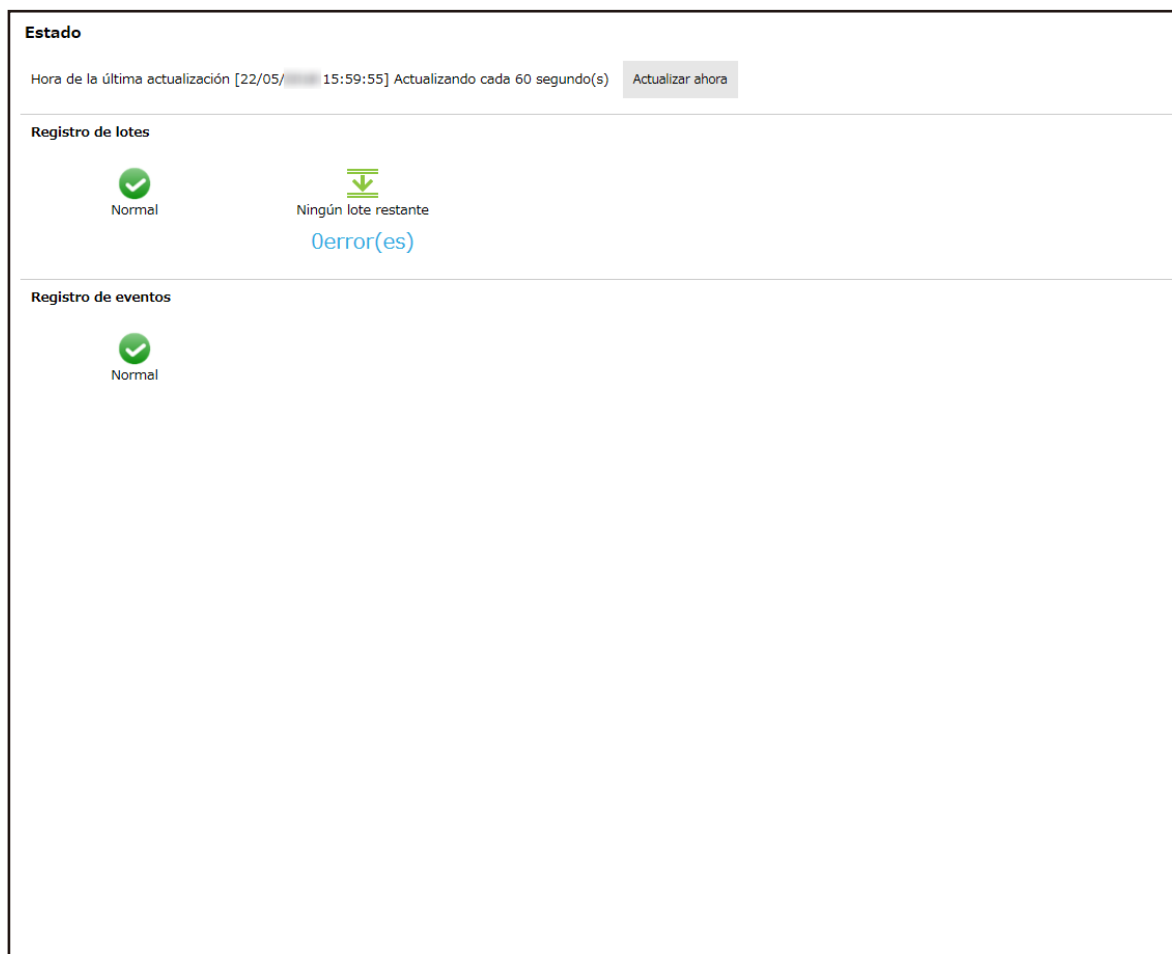 Estado
Hora de la última actualización [22/05/ 15:59:55] Actualizando cada 60 segundo(s) Actualizar ahora
Registro de lotes
Normal Ningún lote restante
0error(es)
Registro de eventos
Normal